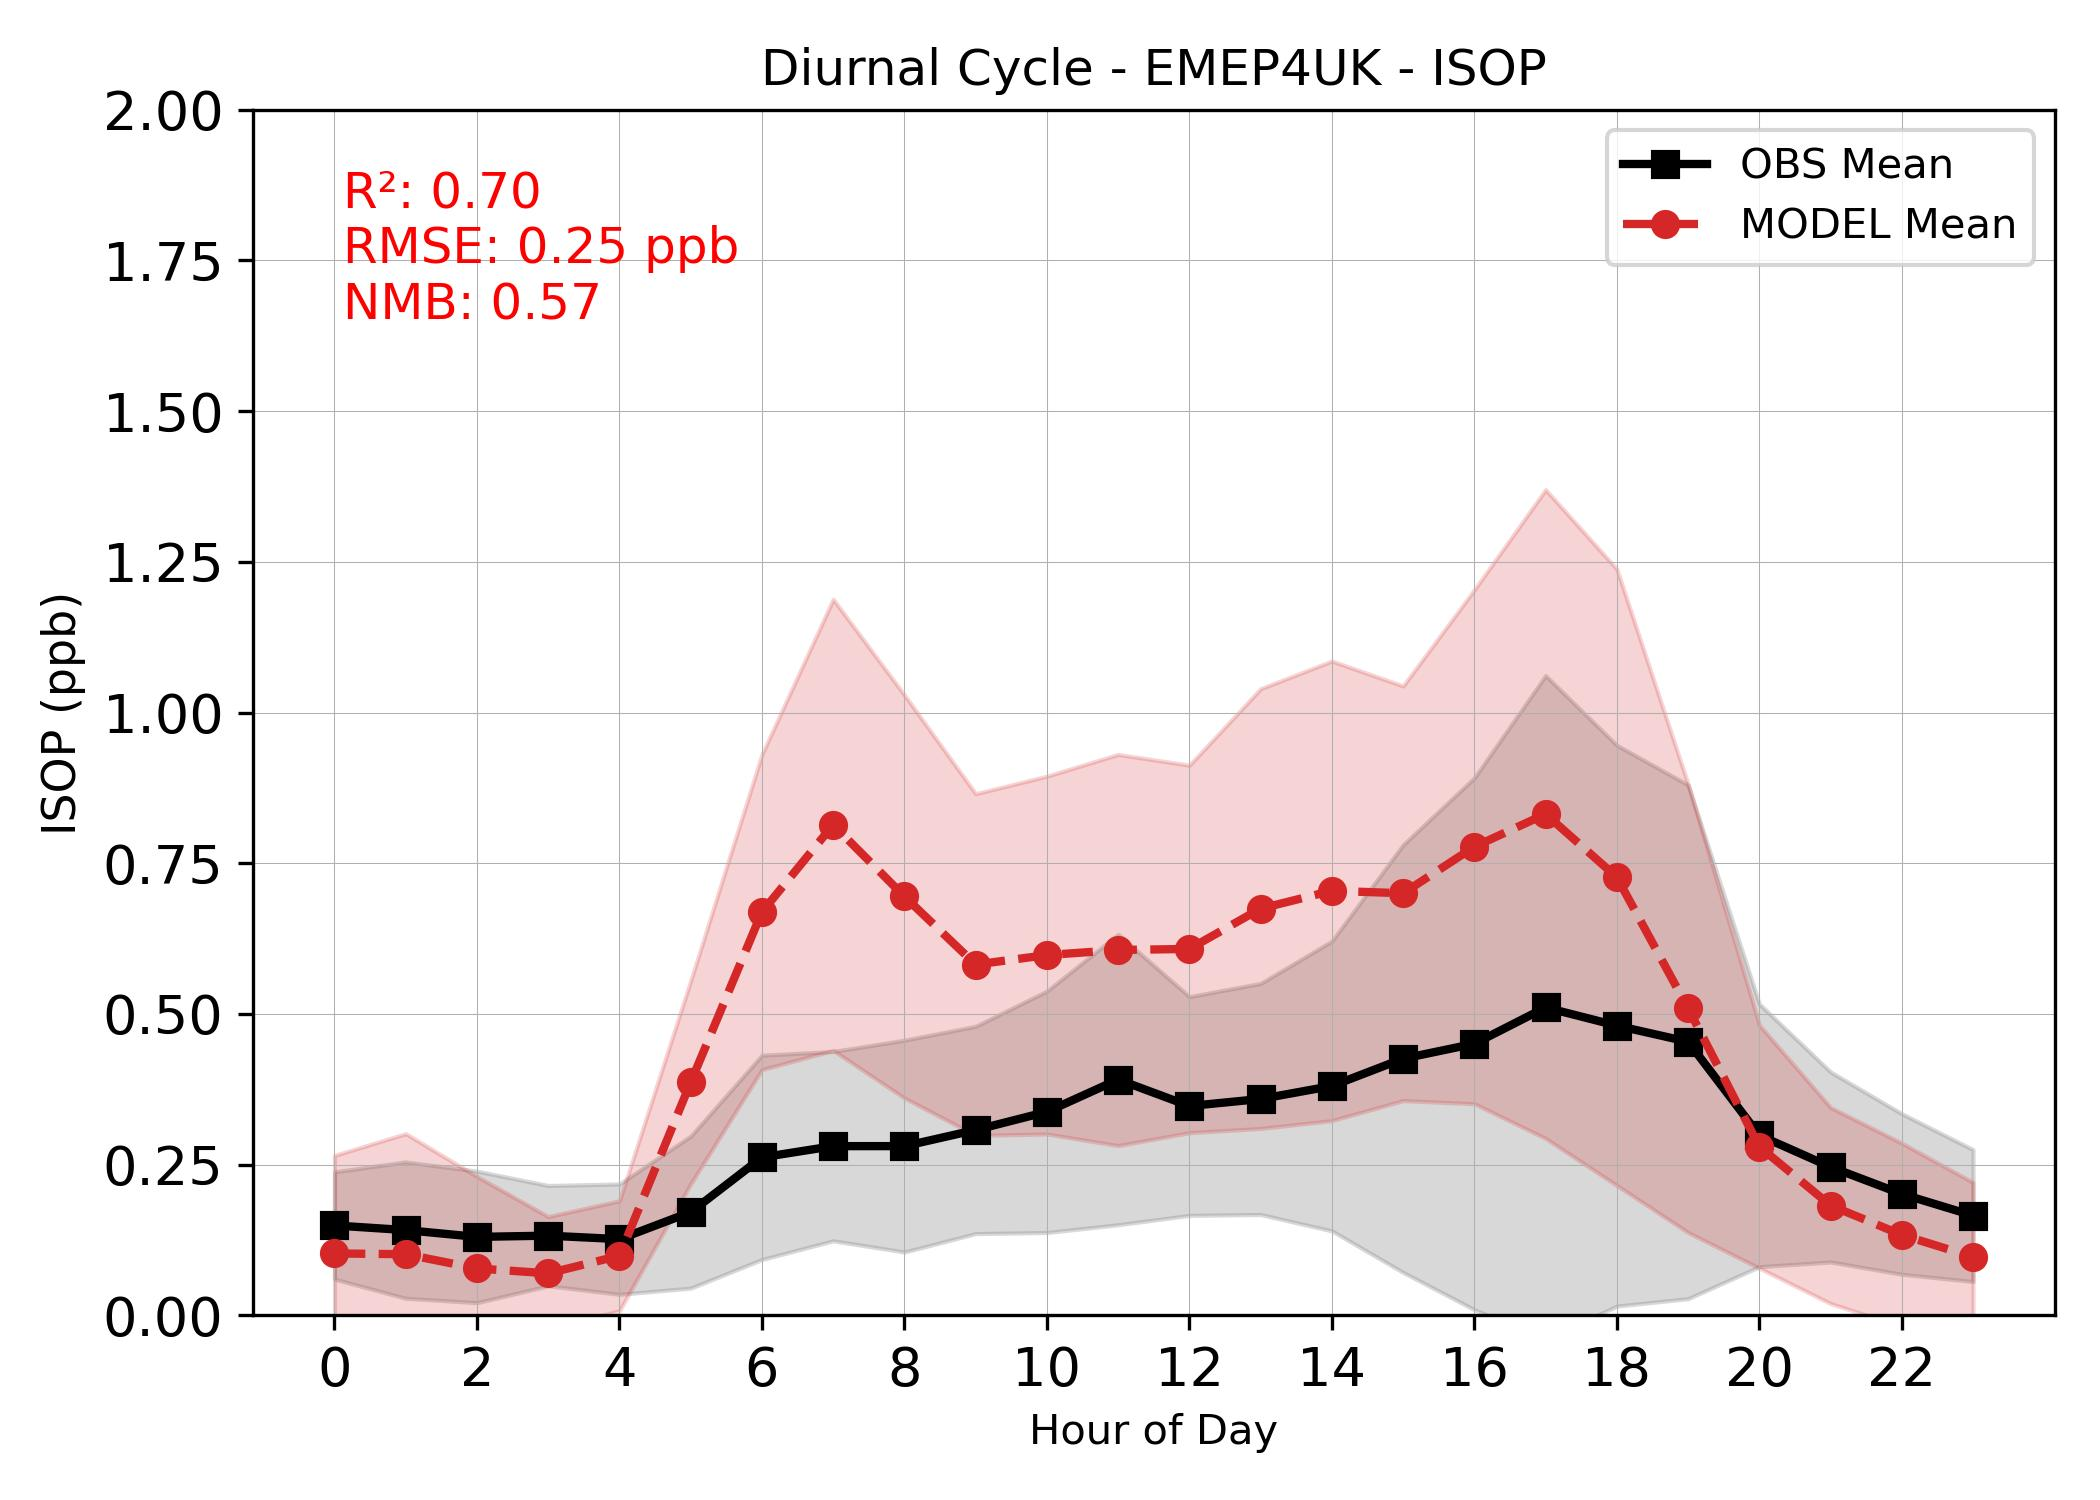 Diurnal Cycle - EMEP4UK - ISOP
2.00
1.75
1.50
1.25
1.00
0.75
0.50
0.25
0.00
ISOP (ppb)
R²: 0.70
RMSE: 0.25 ppb
NMB: 0.57
OBS Mean
MODEL Mean
0 2 4 6 8 10 12 14 16 18 20 22
Hour of Day